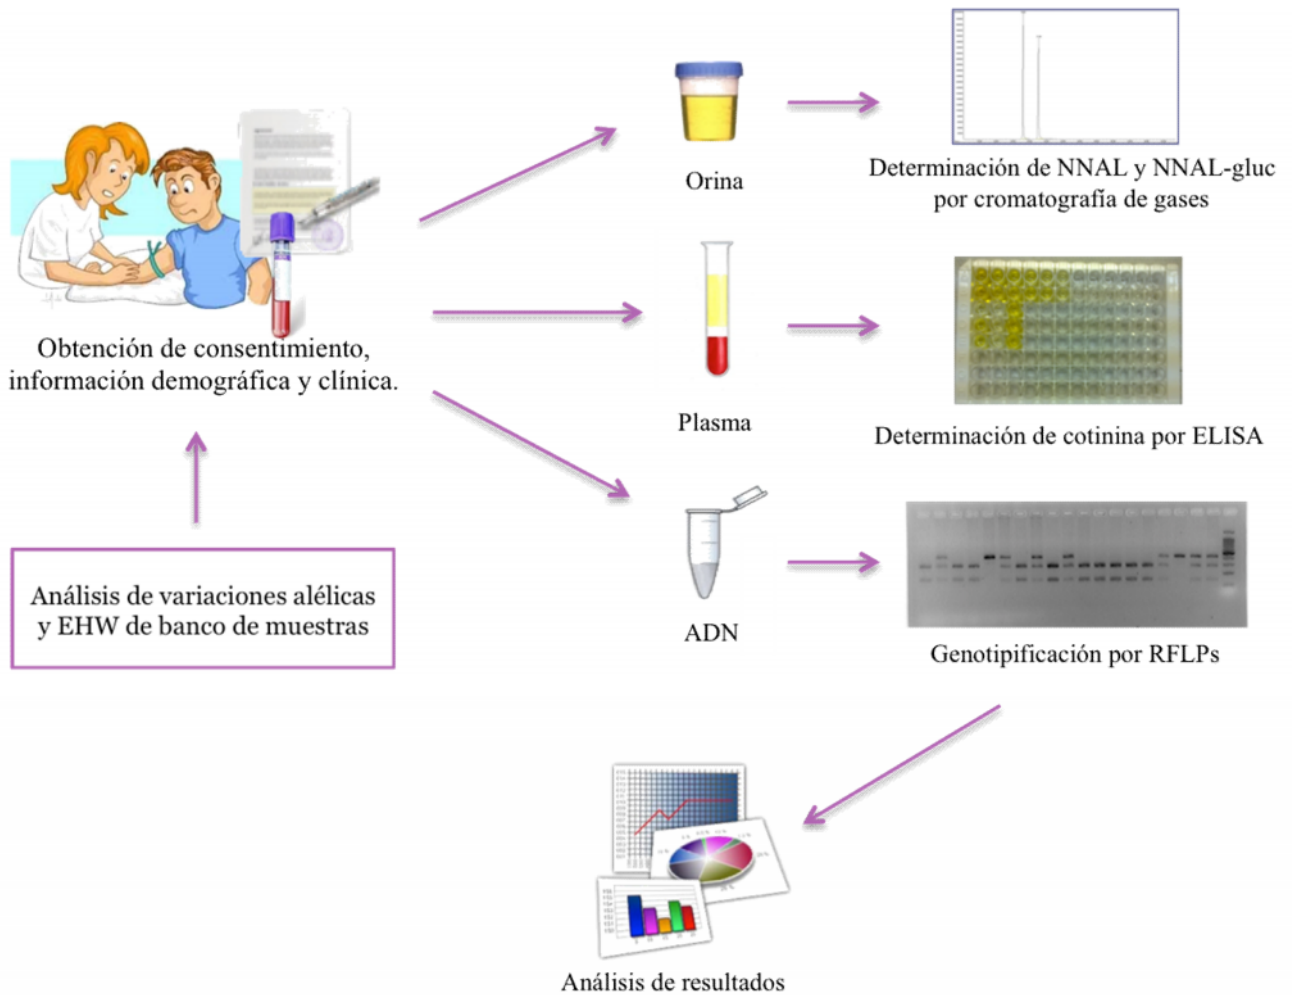 Orina
Determinación de NNAL y NNAL-gluc
por cromatografía de gases
Obtención de consentimiento,
información demográfica y clínica.
Plasma
Determinación de cotinina por ELISA
Análisis de variaciones alélicas
y EHW de banco de muestras
ADN
Genotipificación por RFLPs
Análisis de resultados